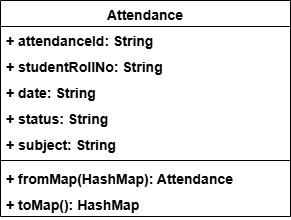 Attendance
+ attendanceId: String
+ studentRollNo: String
+ date: String
+ status: String
+ subject: String
+ fromMap(HashMap): Attendance
+ toMap(): HashMap